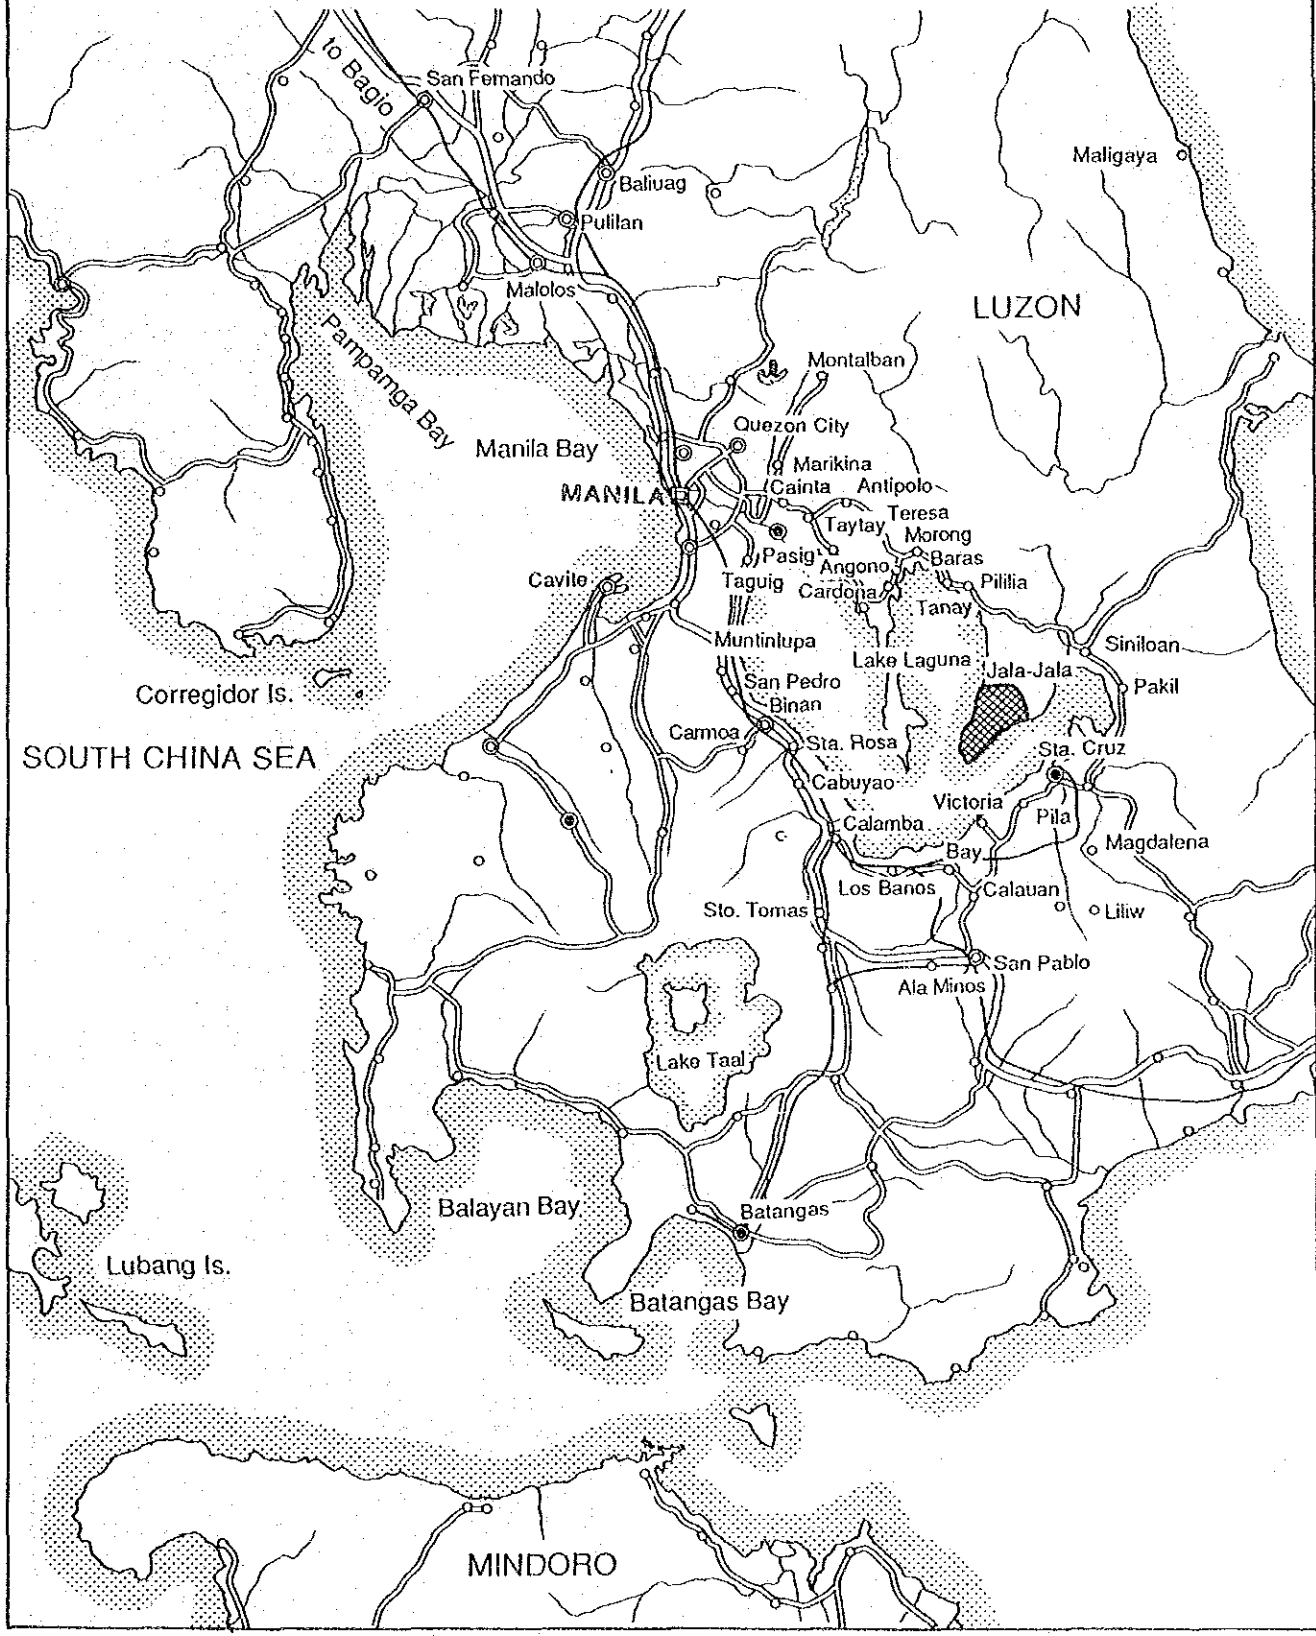 to Bagio
San Fernando
Maligaya
Baliuag
Pulilan
Malolos
LUZON
Pampamga Bay
Montalban
Quezon City
Manila Bay
Marikina
MANILA
Cainta
Antipolo
Taytay
Teresa
Morong
Pasig
Angono
Baras
Cavite
Taguig
Cardona
Pililia
Tanay
Muntinlupa
Siniloan
Lake Laguna
Jala-Jala
Corregidor Is.
San Pedro
Pakil
Binan
SOUTH CHINA SEA
Carmoa
Sta. Rosa
Sta. Cruz
Cabuyao
Victoria
Pila
Calamba
Magdalena
Bay
Los Banos
Calauan
Sto. Tomas
Liliw
San Pablo
Ala Minos
Lake Taal
Balayan Bay
Batangas
Lubang Is.
Batangas Bay
MINDORO